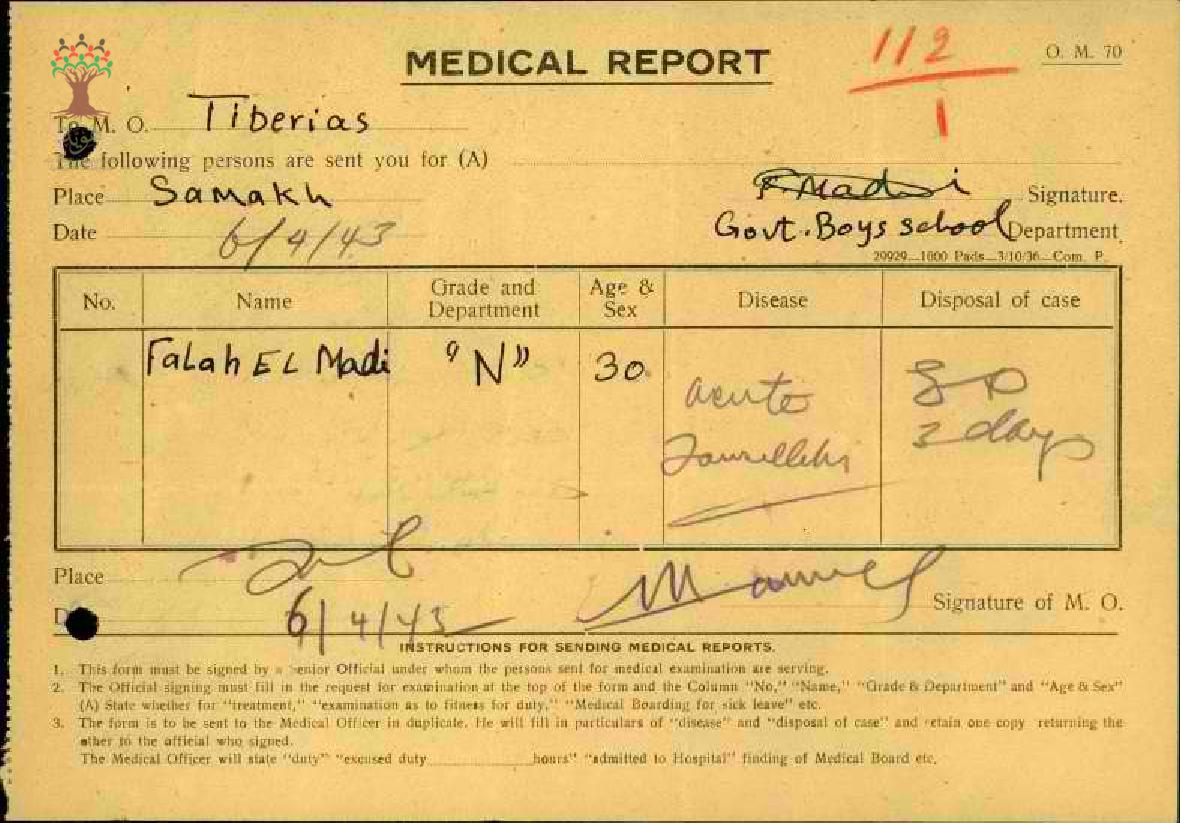 MEDICAL REPORT
112
1
O. M. 70
To M. O. Tiberias
The following persons are sent you for (A)
Place Samakh
F Madi Signature.
Date 6/4/43
Govt. Boys school Department
29929—1000 Pads—3/10/36—Com. P.
No. Name Grade and Department Age & Sex Disease Disposal of case
Falah EL Madi "N" 30
acute
3 days
Place
6/4/43
Signature of M. O.
INSTRUCTIONS FOR SENDING MEDICAL REPORTS.
1. This form must be signed by a Senior Official under whom the persons sent for medical examination are serving.
2. The Official signing must fill in the request for examination at the top of the form and the Column "No," "Name," "Grade & Department" and "Age & Sex"
(A) State whether for "treatment," "examination as to fitness for duty," "Medical Boarding for sick leave" etc.
3. The form is to be sent to the Medical Officer in duplicate. He will fill in particulars of "disease" and "disposal of case" and retain one copy returning the
other to the official who signed.
The Medical Officer will state "duty" "excused duty hours" "admitted to Hospital" finding of Medical Board etc.